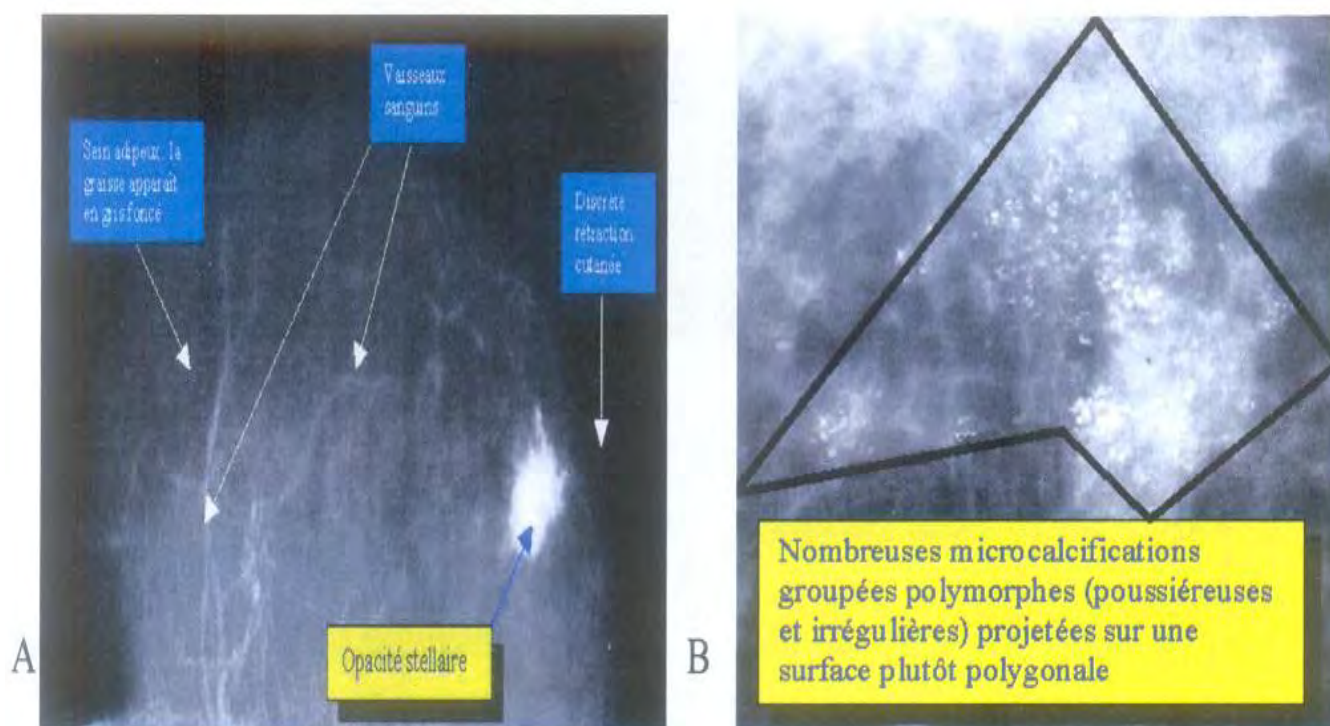 Vaisseaux
sanguins
Sein adipeux: la
graisse apparaît
en gris foncé
Discrète
rétraction
cutanée
Opacité stellaire
A
B
Nombreuses microcalcifications
groupées polymorphes (poussiéreuses
et irrégulières) projetées sur une
surface plutôt polygonale